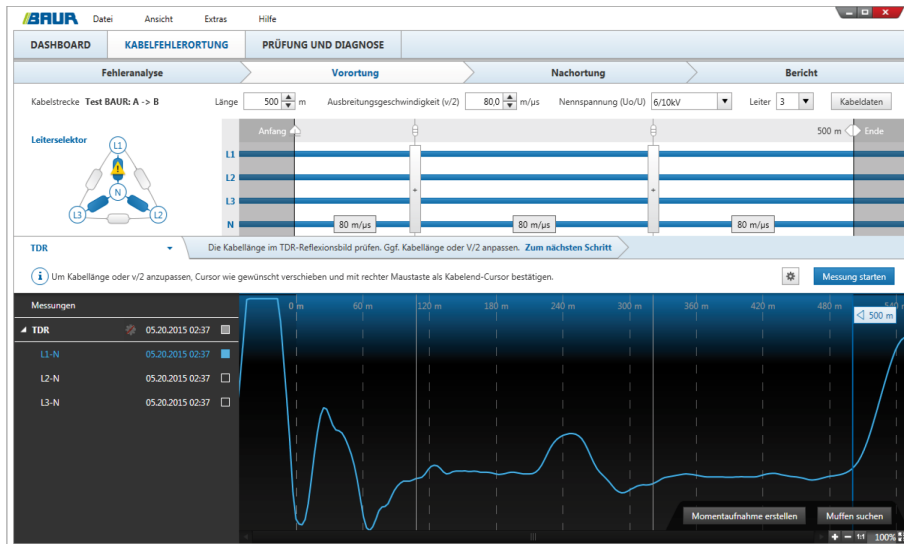 BAUR Datei Ansicht Extras Hilfe
DASHBOARD KABELFEHLERORTUNG PRÜFUNG UND DIAGNOSE
Fehleranalyse Vorortung Nachortung Bericht
Kabelstrecke Test BAUR: A -> B Länge 500 m Ausbreitungsgeschwindigkeit (v/2) 80,0 m/µs Nennspannung (Uo/U) 6/10kV Leiter 3 Kabeldaten
Anfang 500 m Ende
Leiterselektor
L1
N
L3 L2
L1
L2
L3
N 80 m/µs 80 m/µs 80 m/µs
TDR Die Kabellänge im TDR-Reflexionsbild prüfen. Ggf. Kabellänge oder V/2 anpassen. Zum nächsten Schritt
Um Kabellänge oder v/2 anzupassen, Cursor wie gewünscht verschieben und mit rechter Maustaste als Kabelend-Cursor bestätigen. Messung starten
Messungen 0 m 60 m 120 m 180 m 240 m 300 m 360 m 420 m 480 m 540 m
500 m
TDR 05.20.2015 02:37
L1-N 05.20.2015 02:37
L2-N 05.20.2015 02:37
L3-N 05.20.2015 02:37
Momentaufnahme erstellen Muffen suchen
+ − 1:1 100%